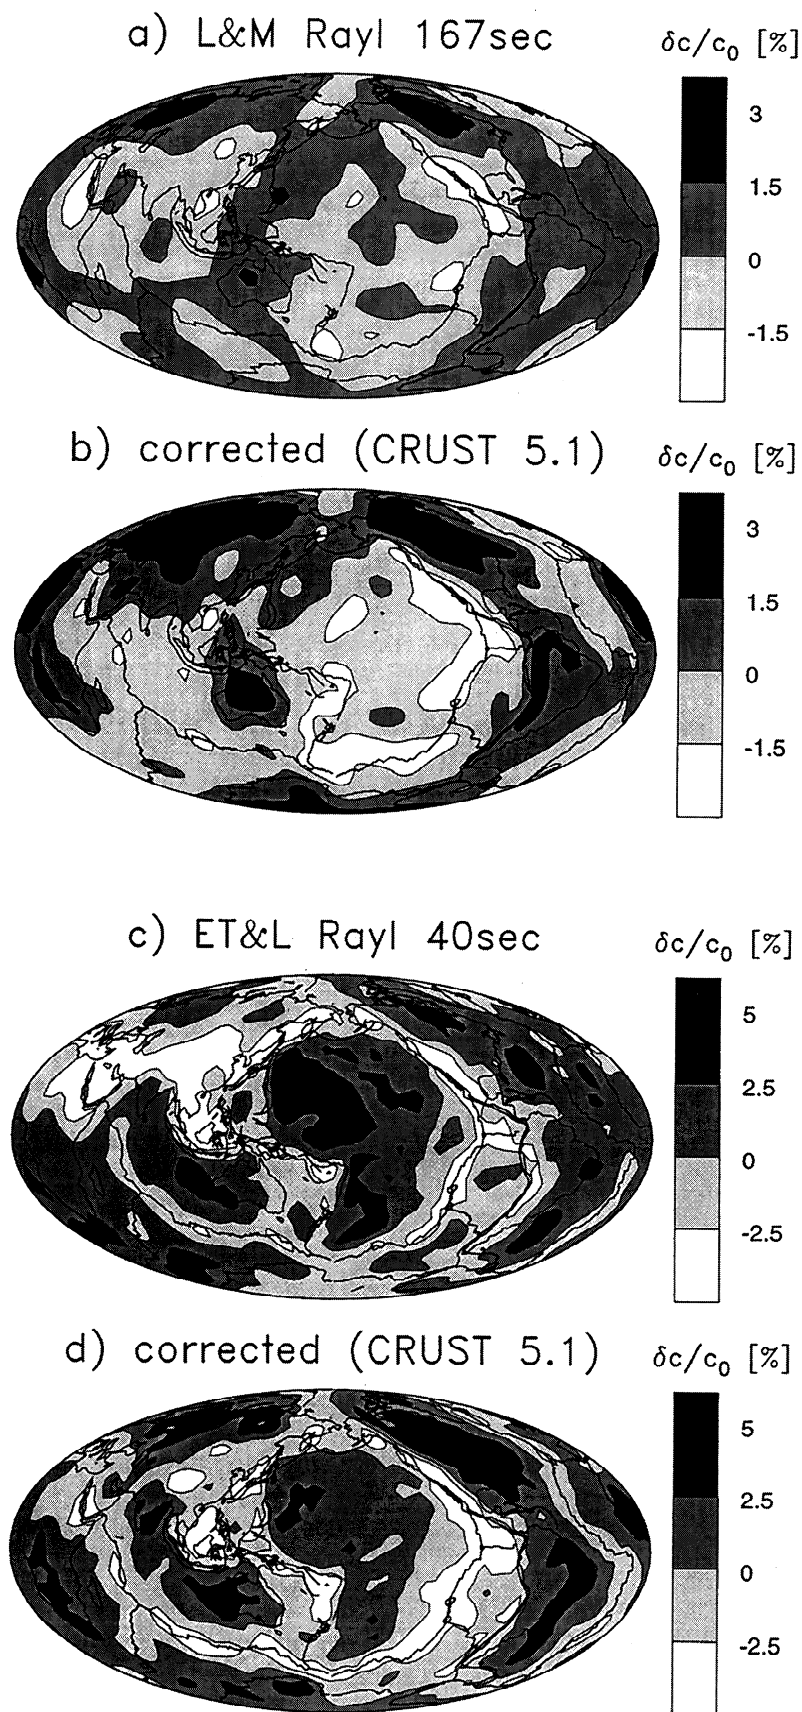 a) L&M Rayl 167sec
δc/c₀ [%]
3
1.5
0
-1.5
b) corrected (CRUST 5.1)
δc/c₀ [%]
3
1.5
0
-1.5
c) ET&L Rayl 40sec
δc/c₀ [%]
5
2.5
0
-2.5
d) corrected (CRUST 5.1)
δc/c₀ [%]
5
2.5
0
-2.5